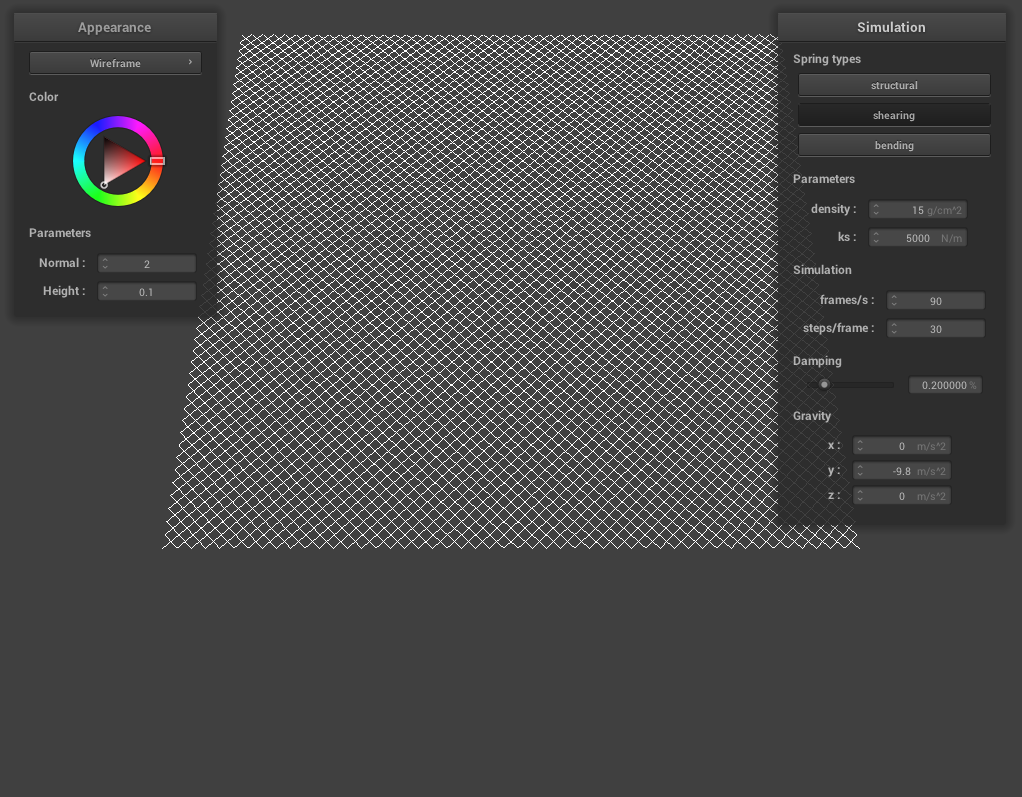 Appearance
Wireframe ›
Color
Parameters
Normal : 2
Height : 0.1
Simulation
Spring types
structural
shearing
bending
Parameters
density : 15 g/cm^2
ks : 5000 N/m
Simulation
frames/s : 90
steps/frame : 30
Damping
0.200000 %
Gravity
x : 0 m/s^2
y : -9.8 m/s^2
z : 0 m/s^2